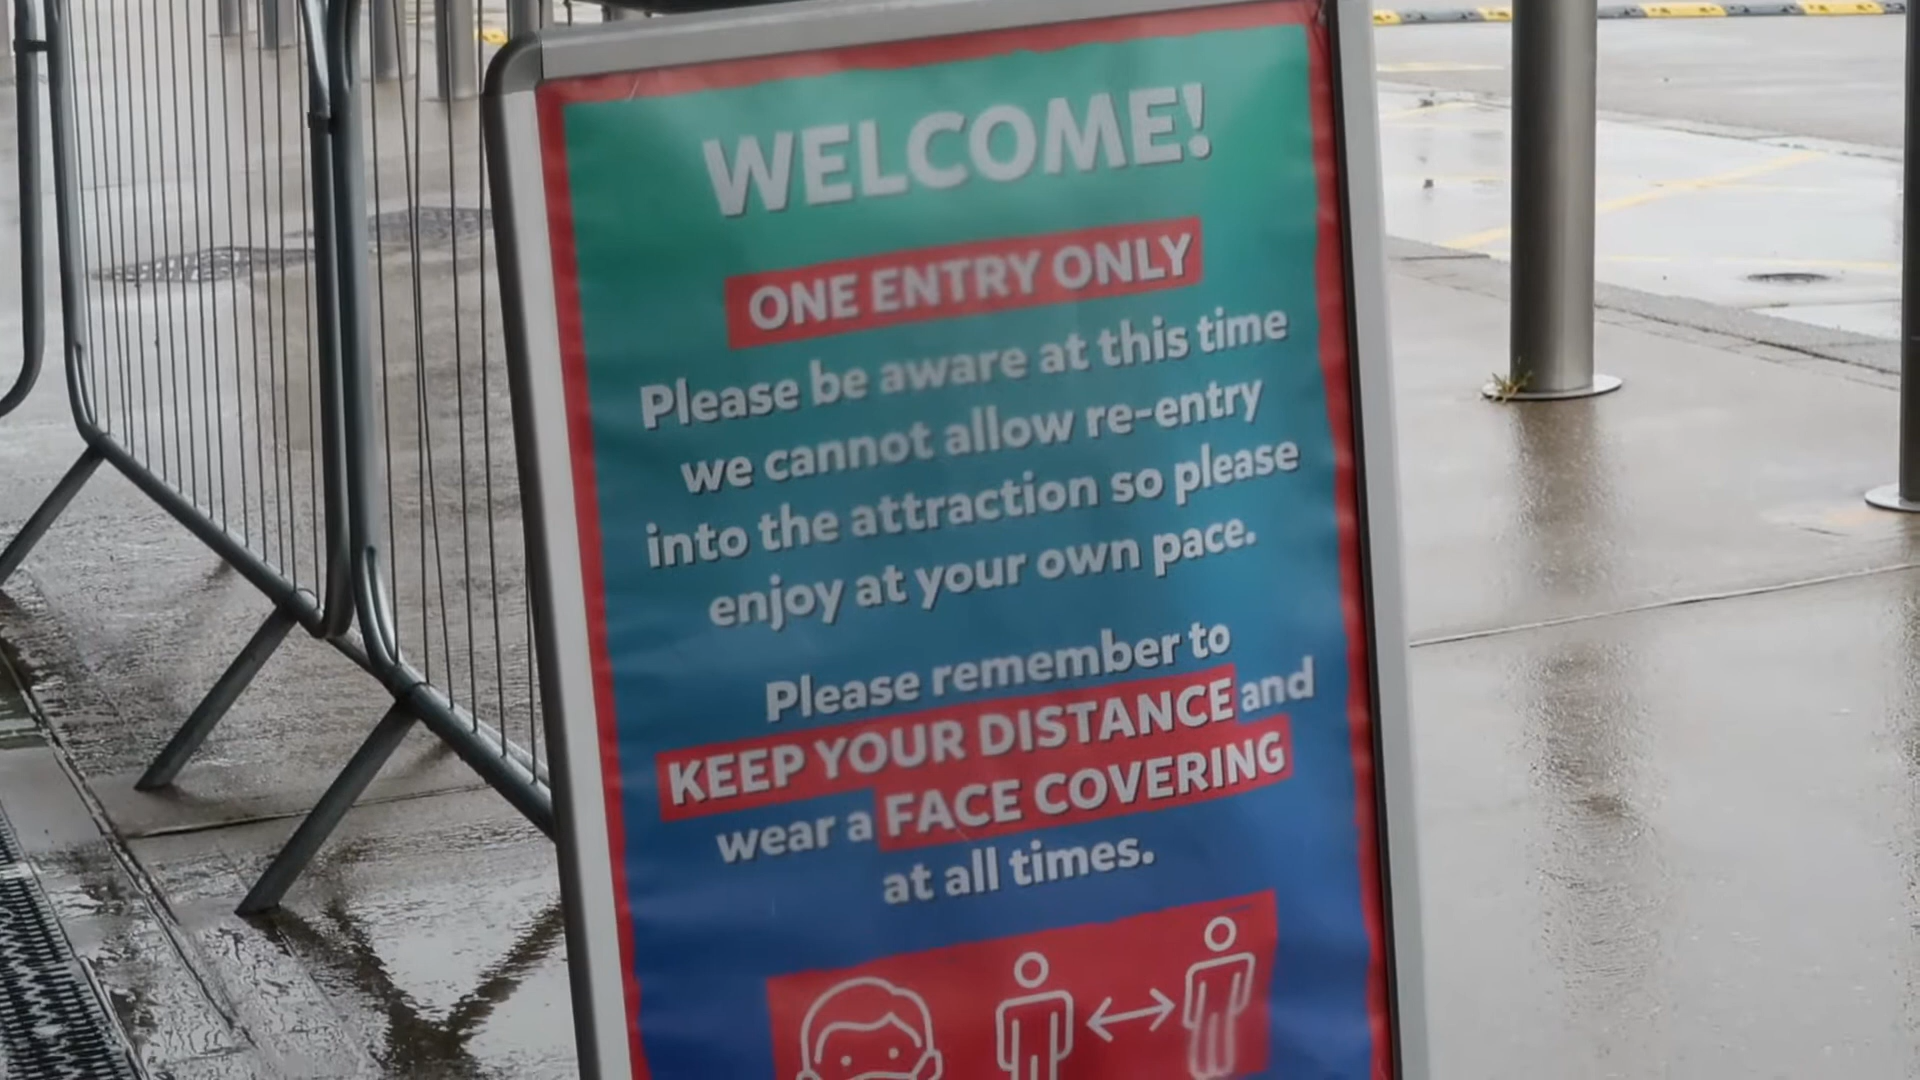 WELCOME!
ONE ENTRY ONLY
Please be aware at this time
we cannot allow re-entry
into the attraction so please
enjoy at your own pace.
Please remember to
KEEP YOUR DISTANCE and
wear a FACE COVERING
at all times.